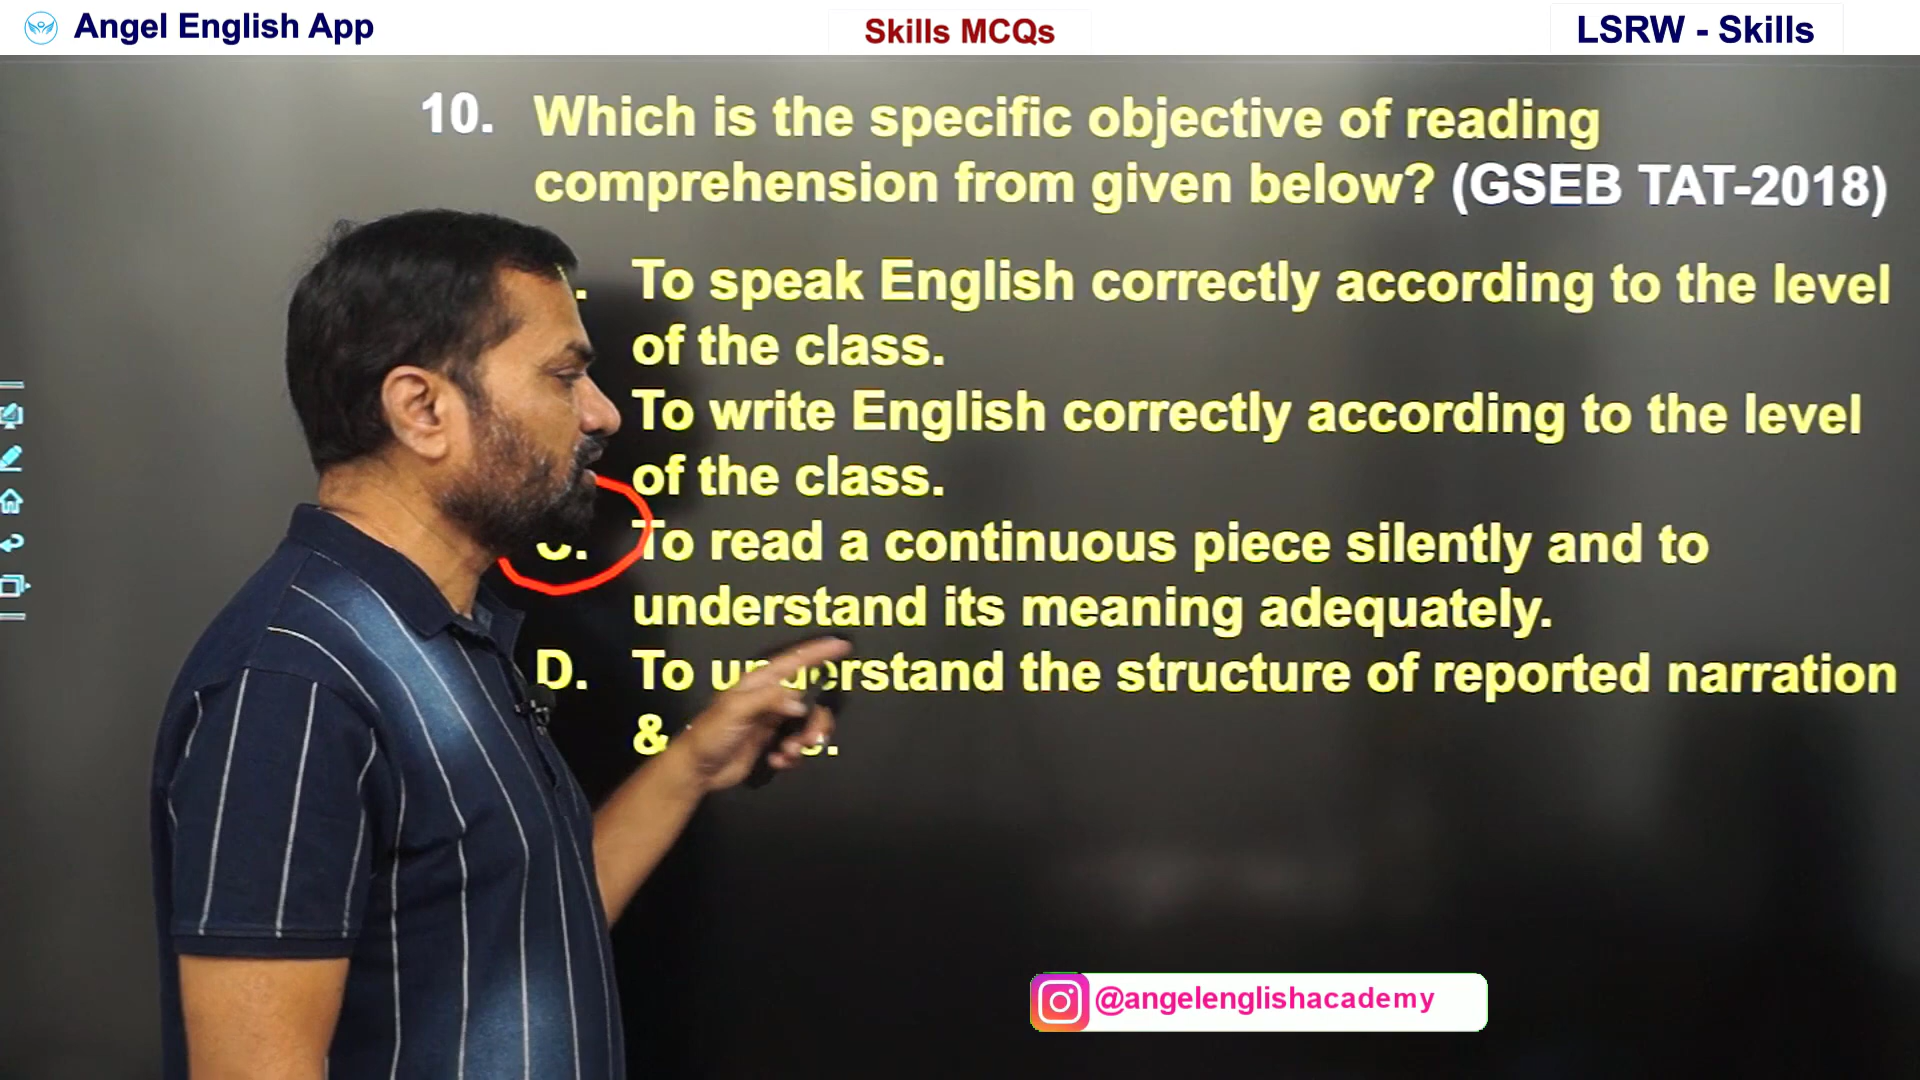 Angel English App
Skills MCQs
LSRW - Skills
10. Which is the specific objective of reading
comprehension from given below? (GSEB TAT-2018)
To speak English correctly according to the level
of the class.
To write English correctly according to the level
of the class.
C. To read a continuous piece silently and to
understand its meaning adequately.
D. To understand the structure of reported narration
&
@angelenglishacademy